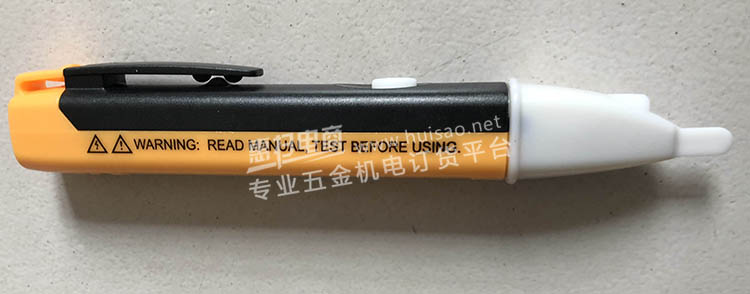 WARNING: READ MANUAL, TEST BEFORE USING.
www.huisao.net
专业五金机电订货平台